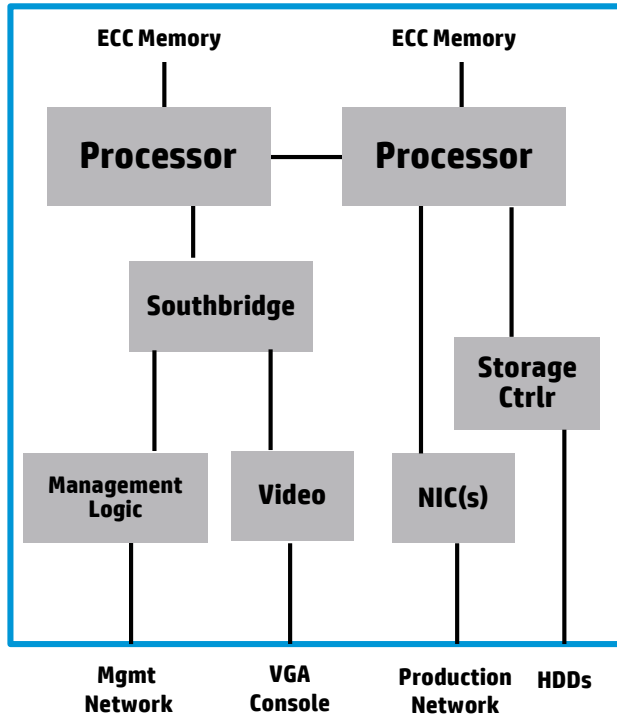 ECC Memory
ECC Memory
Processor
Processor
Southbridge
Storage
Ctrlr
Management
Logic
Video
NIC(s)
Mgmt
Network
VGA
Console
Production
Network
HDDs